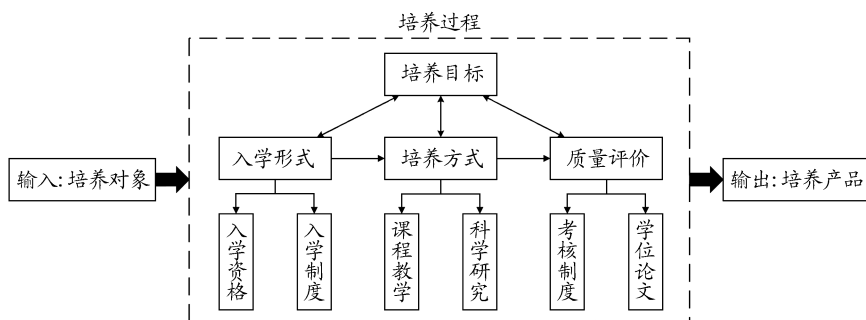 培养过程
培养目标
入学形式
培养方式
质量评价
输入:培养对象
输出:培养产品
入学资格
入学制度
课程教学
科学研究
考核制度
学位论文